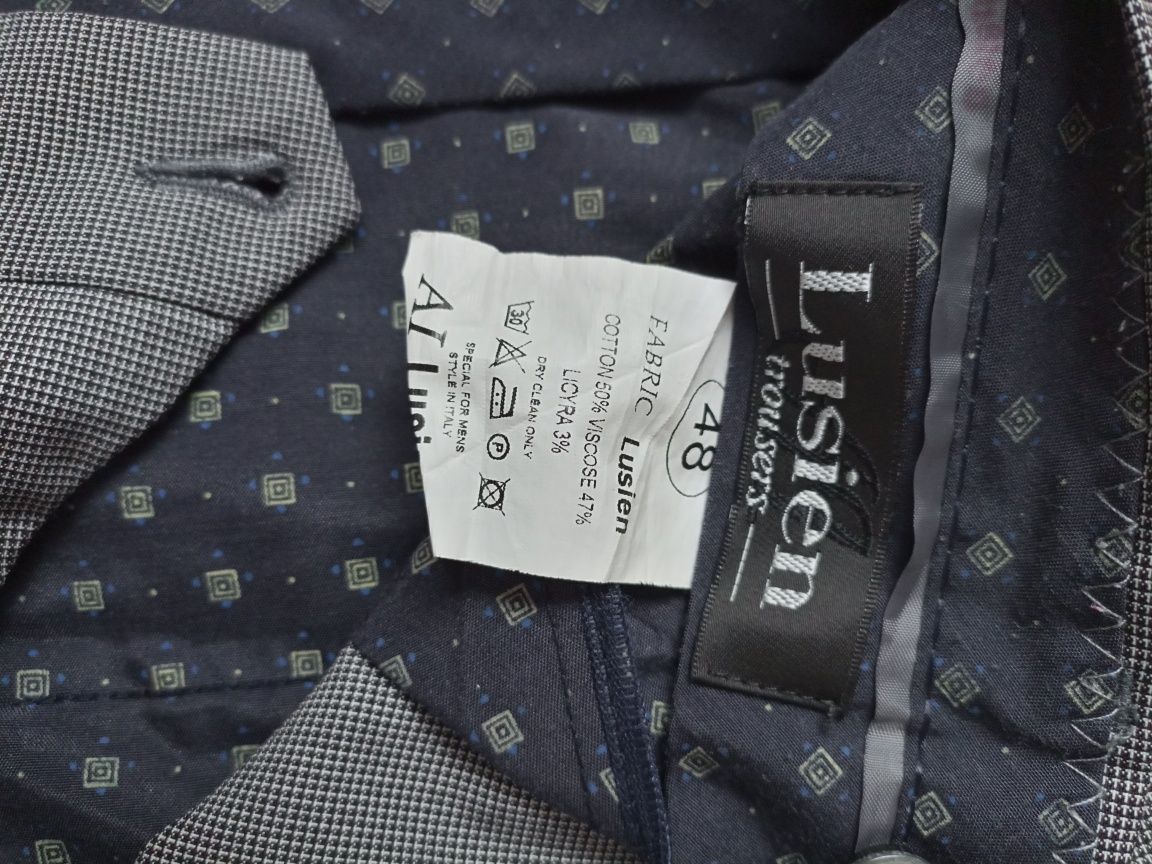 Lusien
trousers
48
FABRIC Lusien
COTTON 50% VISCOSE 47%
LICYRA 3%
DRY CLEAN ONLY
30 P
SPECIAL FOR MENS
STYLE IN ITALY